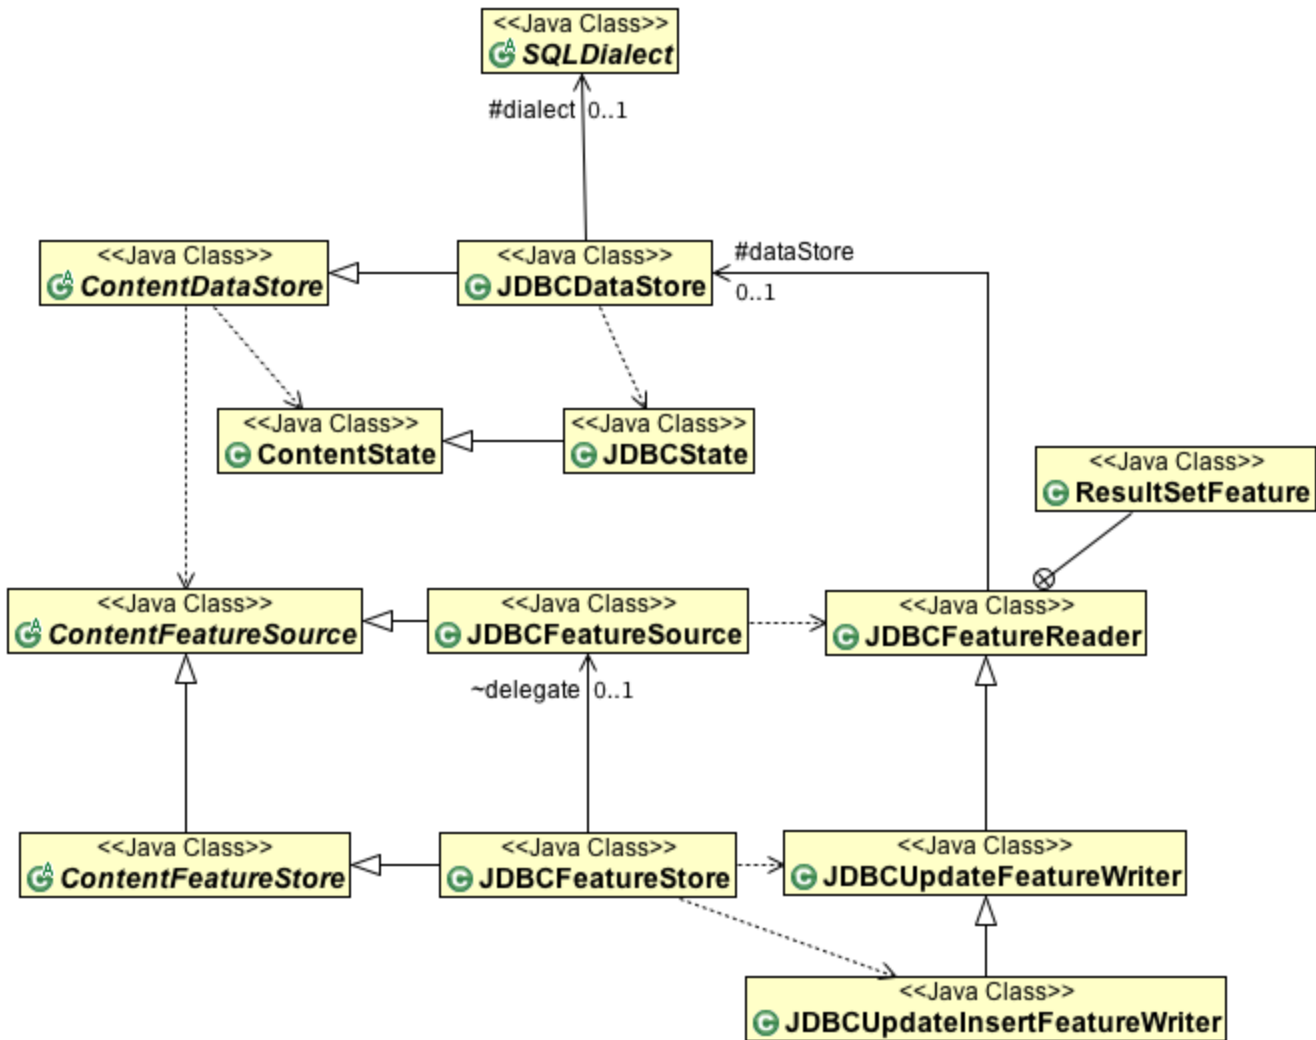 <<Java Class>>
SQLDialect
#dialect 0..1
<<Java Class>>
ContentDataStore
<<Java Class>>
JDBCDataStore
#dataStore
0..1
<<Java Class>>
ContentState
<<Java Class>>
JDBCState
<<Java Class>>
ResultSetFeature
<<Java Class>>
ContentFeatureSource
<<Java Class>>
JDBCFeatureSource
<<Java Class>>
JDBCFeatureReader
~delegate 0..1
<<Java Class>>
ContentFeatureStore
<<Java Class>>
JDBCFeatureStore
<<Java Class>>
JDBCUpdateFeatureWriter
<<Java Class>>
JDBCUpdateInsertFeatureWriter